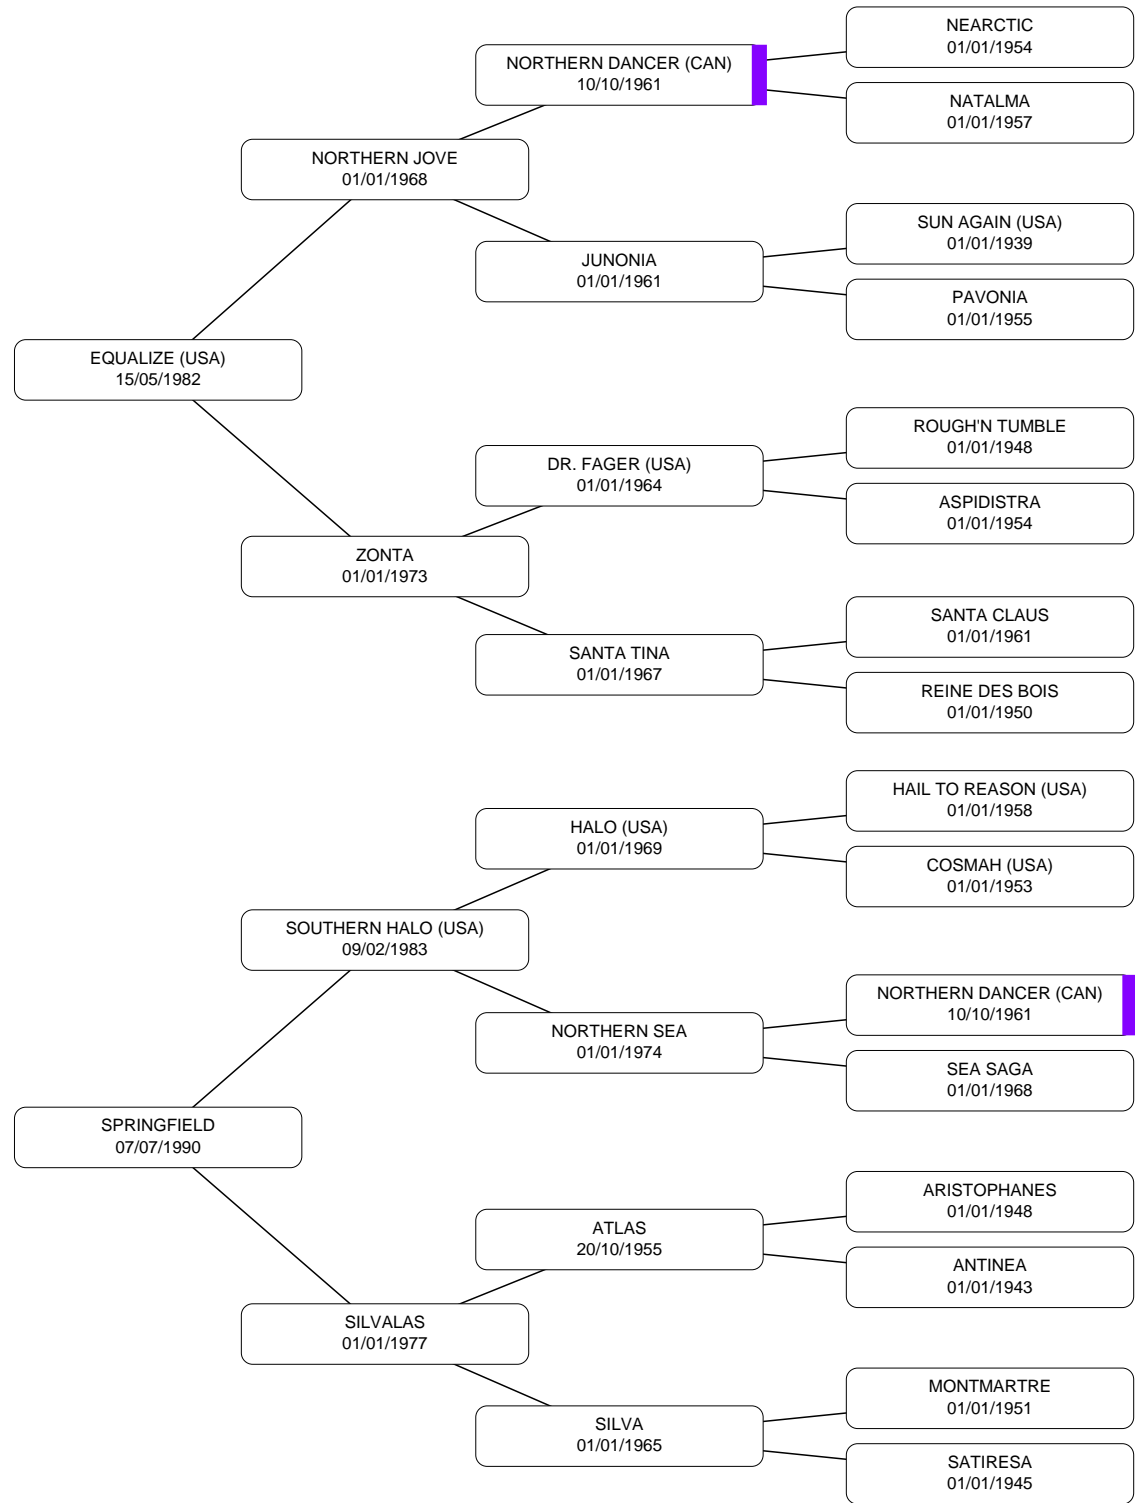 NEARCTIC
01/01/1954
NORTHERN DANCER (CAN)
10/10/1961
NATALMA
01/01/1957
NORTHERN JOVE
01/01/1968
SUN AGAIN (USA)
01/01/1939
JUNONIA
01/01/1961
PAVONIA
01/01/1955
EQUALIZE (USA)
15/05/1982
ROUGH'N TUMBLE
01/01/1948
DR. FAGER (USA)
01/01/1964
ASPIDISTRA
01/01/1954
ZONTA
01/01/1973
SANTA CLAUS
01/01/1961
SANTA TINA
01/01/1967
REINE DES BOIS
01/01/1950
HAIL TO REASON (USA)
01/01/1958
HALO (USA)
01/01/1969
COSMAH (USA)
01/01/1953
SOUTHERN HALO (USA)
09/02/1983
NORTHERN DANCER (CAN)
10/10/1961
NORTHERN SEA
01/01/1974
SEA SAGA
01/01/1968
SPRINGFIELD
07/07/1990
ARISTOPHANES
01/01/1948
ATLAS
20/10/1955
ANTINEA
01/01/1943
SILVALAS
01/01/1977
MONTMARTRE
01/01/1951
SILVA
01/01/1965
SATIRESA
01/01/1945